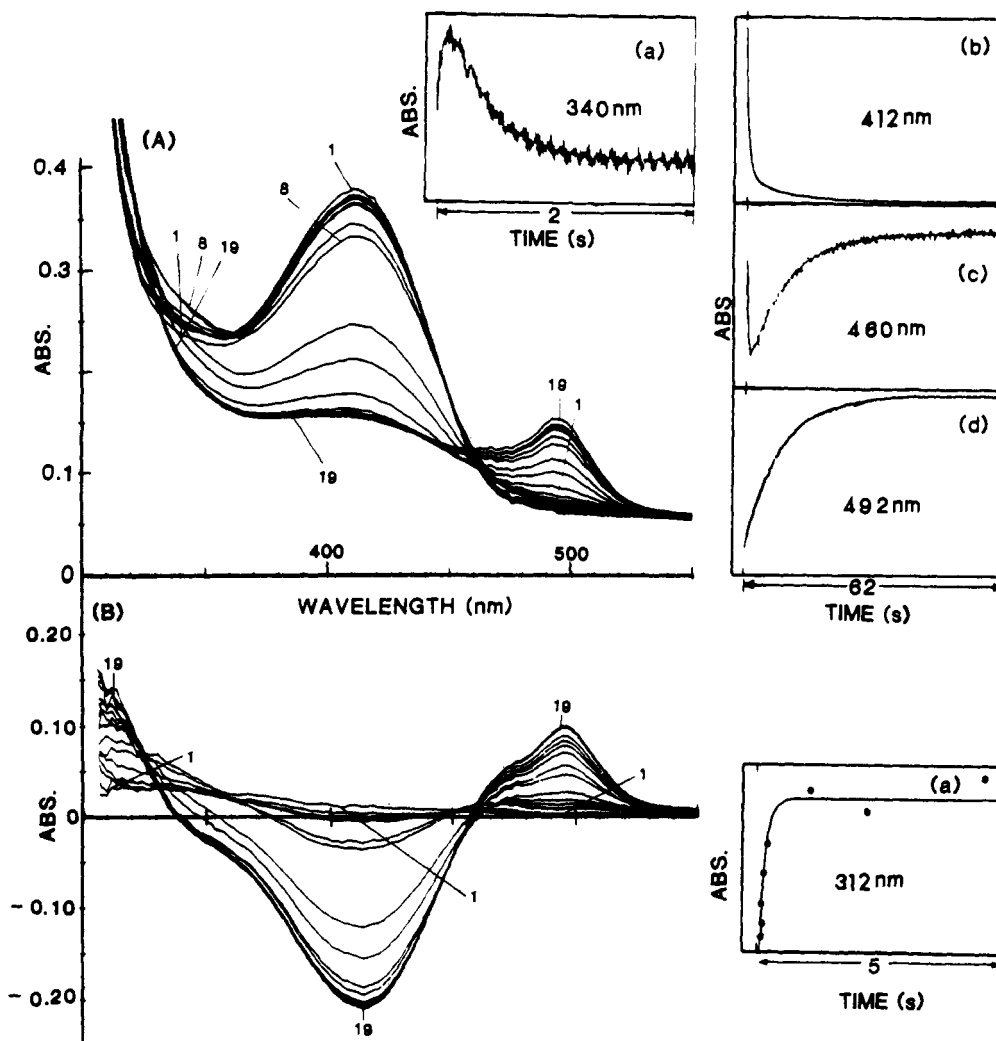 (A)
0.4
0.3
0.2
0.1
0
ABS.
1
8
1
8
19
19
19
1
400
500
WAVELENGTH (nm)
(a)
340nm
ABS.
2
TIME (s)
(b)
412nm
(c)
460nm
ABS
(d)
492nm
62
TIME (s)
(B)
0.20
0.10
0
- 0.10
- 0.20
ABS.
19
1
19
1
1
19
(a)
312nm
ABS.
5
TIME (s)